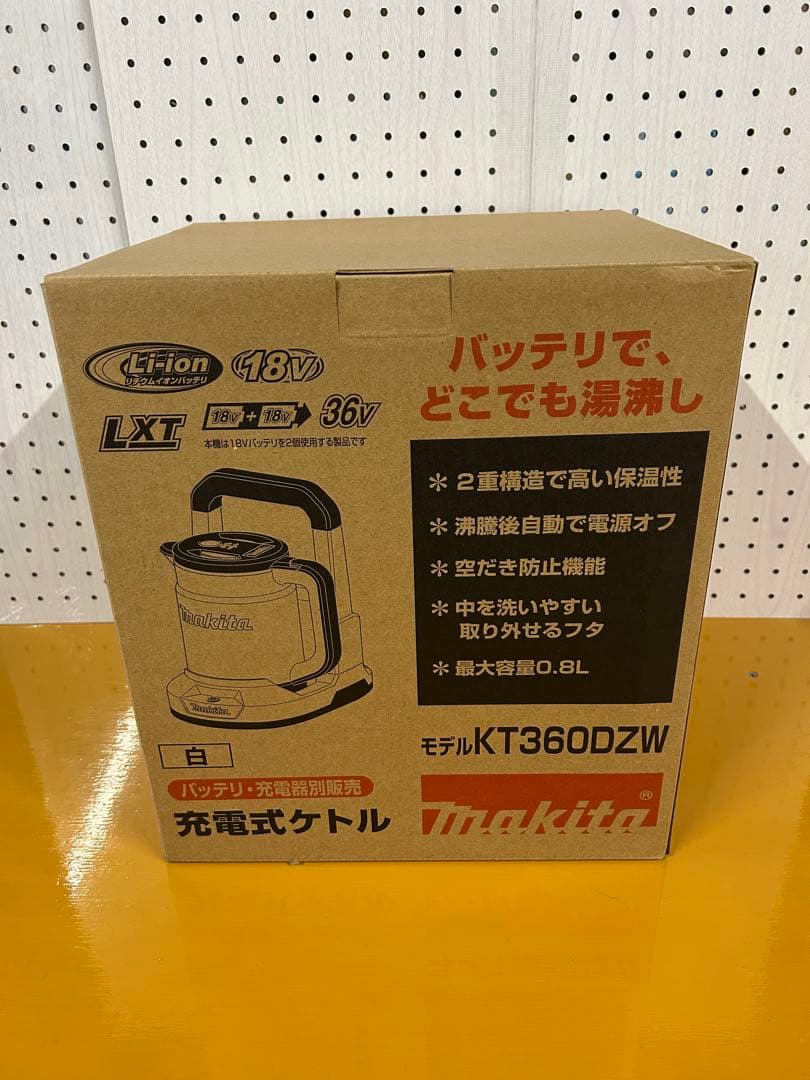 Li-ion
リチウムイオンバッテリ
18V
LXT
18V+18V 36V
本機は18Vバッテリを2個使用する製品です
バッテリで、
どこでも湯沸し
＊2重構造で高い保温性
＊沸騰後自動で電源オフ
＊空だき防止機能
＊中を洗いやすい
取り外せるフタ
＊最大容量0.8L
makita
makita
白
モデルKT360DZW
バッテリ・充電器別販売
充電式ケトル
makita®